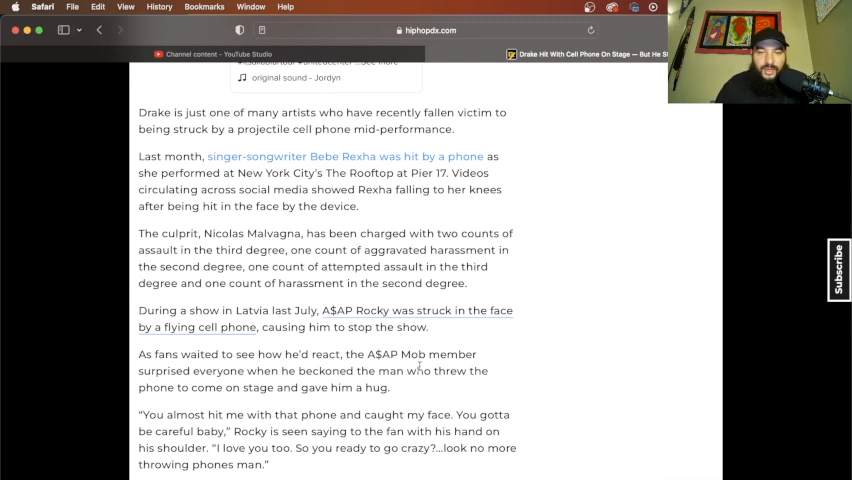 Safari File Edit View History Bookmarks Window Help
hiphopdx.com
Channel content - YouTube Studio
Drake Hit With Cell Phone On Stage — But He S
original sound - Jordyn
Drake is just one of many artists who have recently fallen victim to
being struck by a projectile cell phone mid-performance.
Last month, singer-songwriter Bebe Rexha was hit by a phone as
she performed at New York City's The Rooftop at Pier 17. Videos
circulating across social media showed Rexha falling to her knees
after being hit in the face by the device.
The culprit, Nicolas Malvagna, has been charged with two counts of
assault in the third degree, one count of aggravated harassment in
the second degree, one count of attempted assault in the third
degree and one count of harassment in the second degree.
During a show in Latvia last July, A$AP Rocky was struck in the face
by a flying cell phone, causing him to stop the show.
As fans waited to see how he'd react, the A$AP Mob member
surprised everyone when he beckoned the man who threw the
phone to come on stage and gave him a hug.
"You almost hit me with that phone and caught my face. You gotta
be careful baby," Rocky is seen saying to the fan with his hand on
his shoulder. "I love you too. So you ready to go crazy?…look no more
throwing phones man."
Subscribe